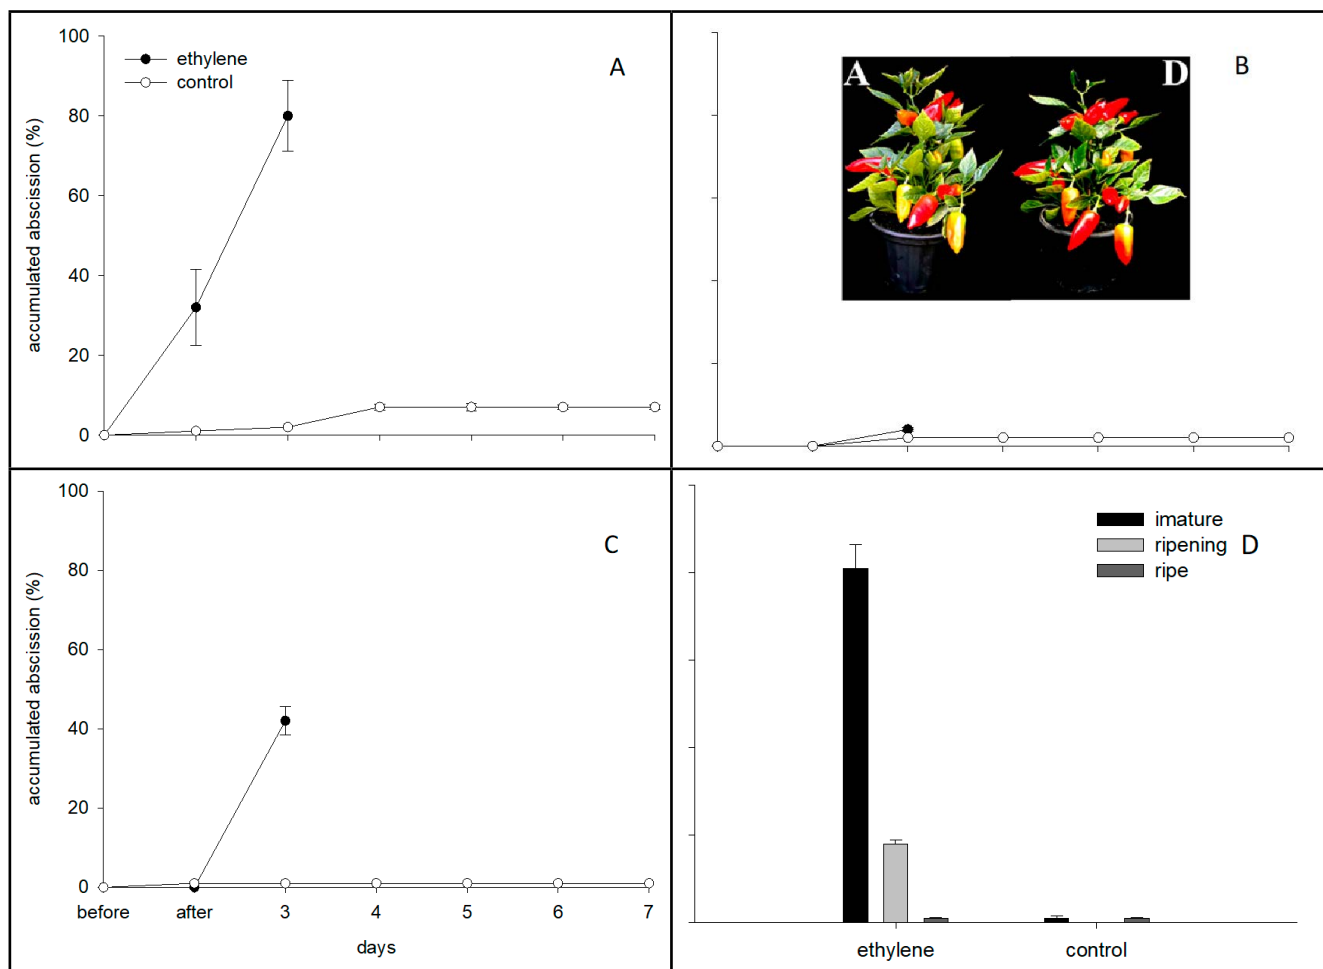 100
80
60
40
20
0
accumulated abscission (%)
ethylene
control
A
A
D
B
100
80
60
40
20
0
accumulated abscission (%)
C
before after 3 4 5 6 7
days
imature
ripening
ripe
D
ethylene control